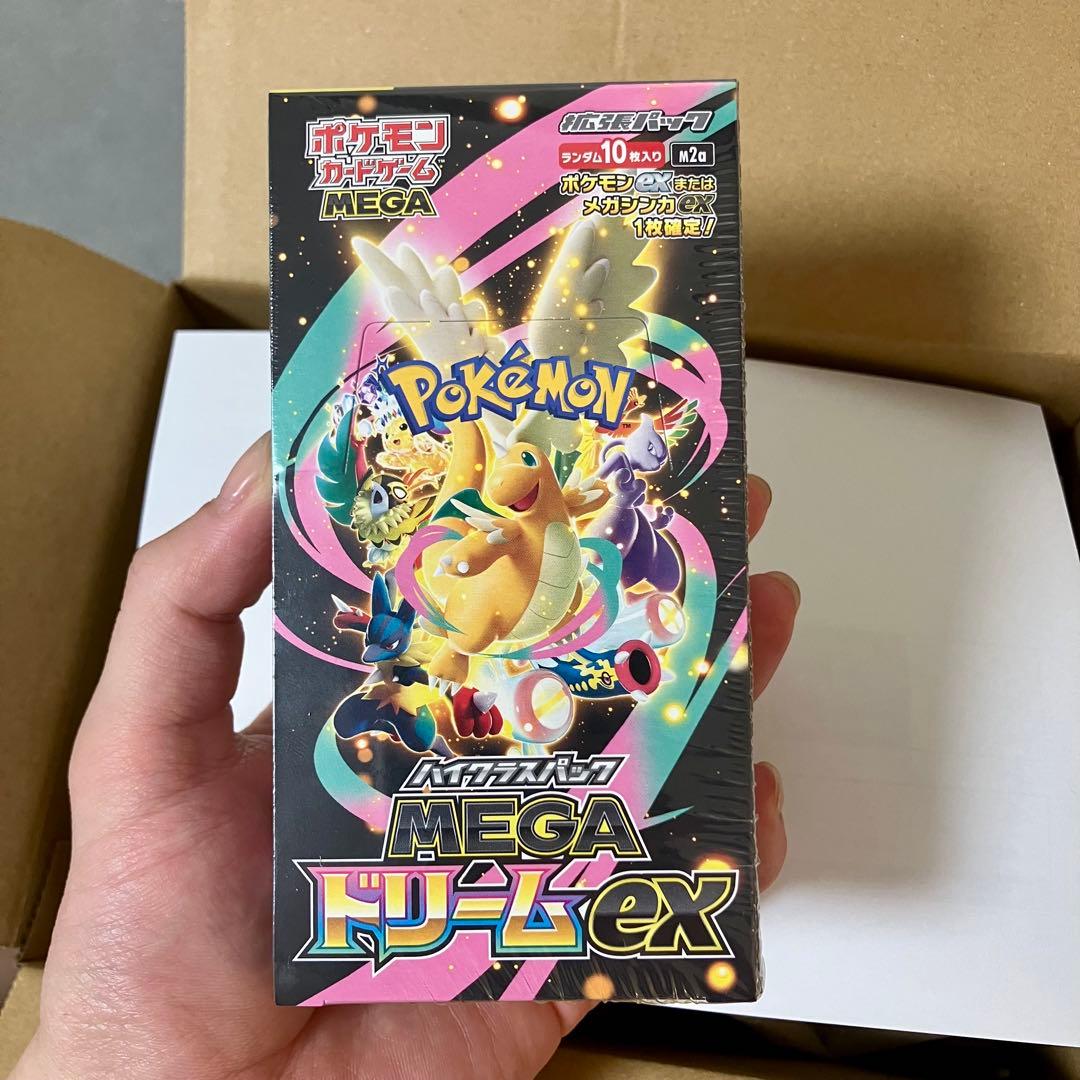 ポケモン
カードゲーム
MEGA
拡張パック
ランダム10枚入り M2a
ポケモンexまたは
メガシンカex
1枚確定!
POKéMON
TM
ハイクラスパック
MEGA
ドリームex